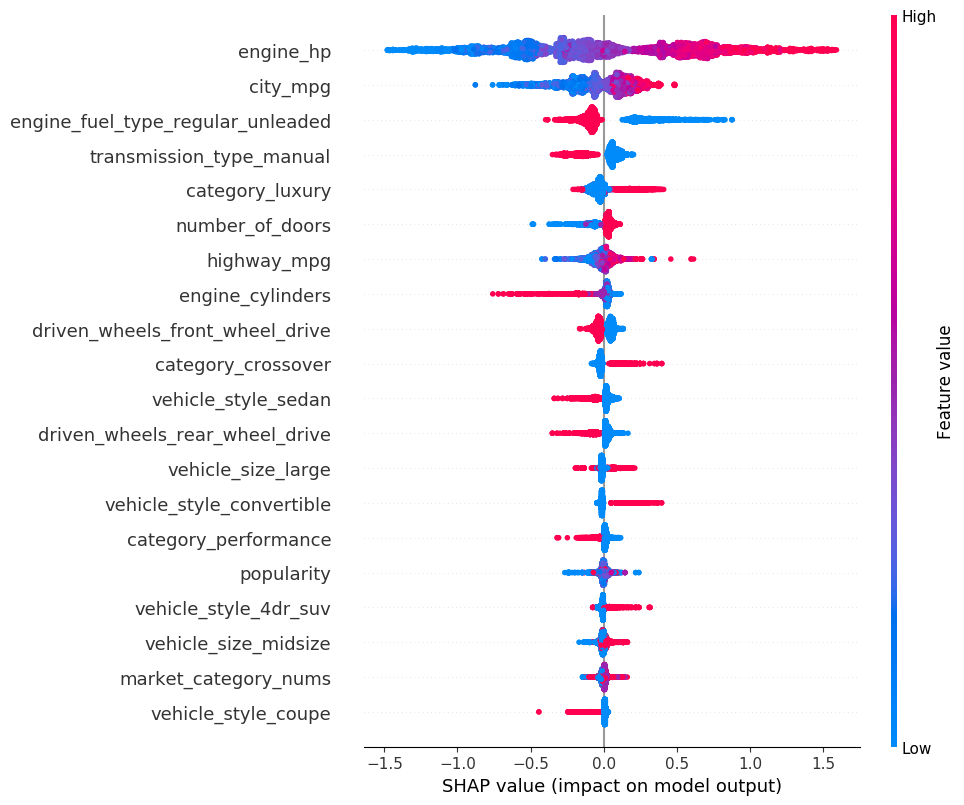 High
engine_hp
city_mpg
engine_fuel_type_regular_unleaded
transmission_type_manual
category_luxury
number_of_doors
highway_mpg
engine_cylinders
driven_wheels_front_wheel_drive
category_crossover
vehicle_style_sedan
driven_wheels_rear_wheel_drive
vehicle_size_large
vehicle_style_convertible
category_performance
popularity
vehicle_style_4dr_suv
vehicle_size_midsize
market_category_nums
vehicle_style_coupe
Feature value
Low
−1.5 −1.0 −0.5 0.0 0.5 1.0 1.5
SHAP value (impact on model output)